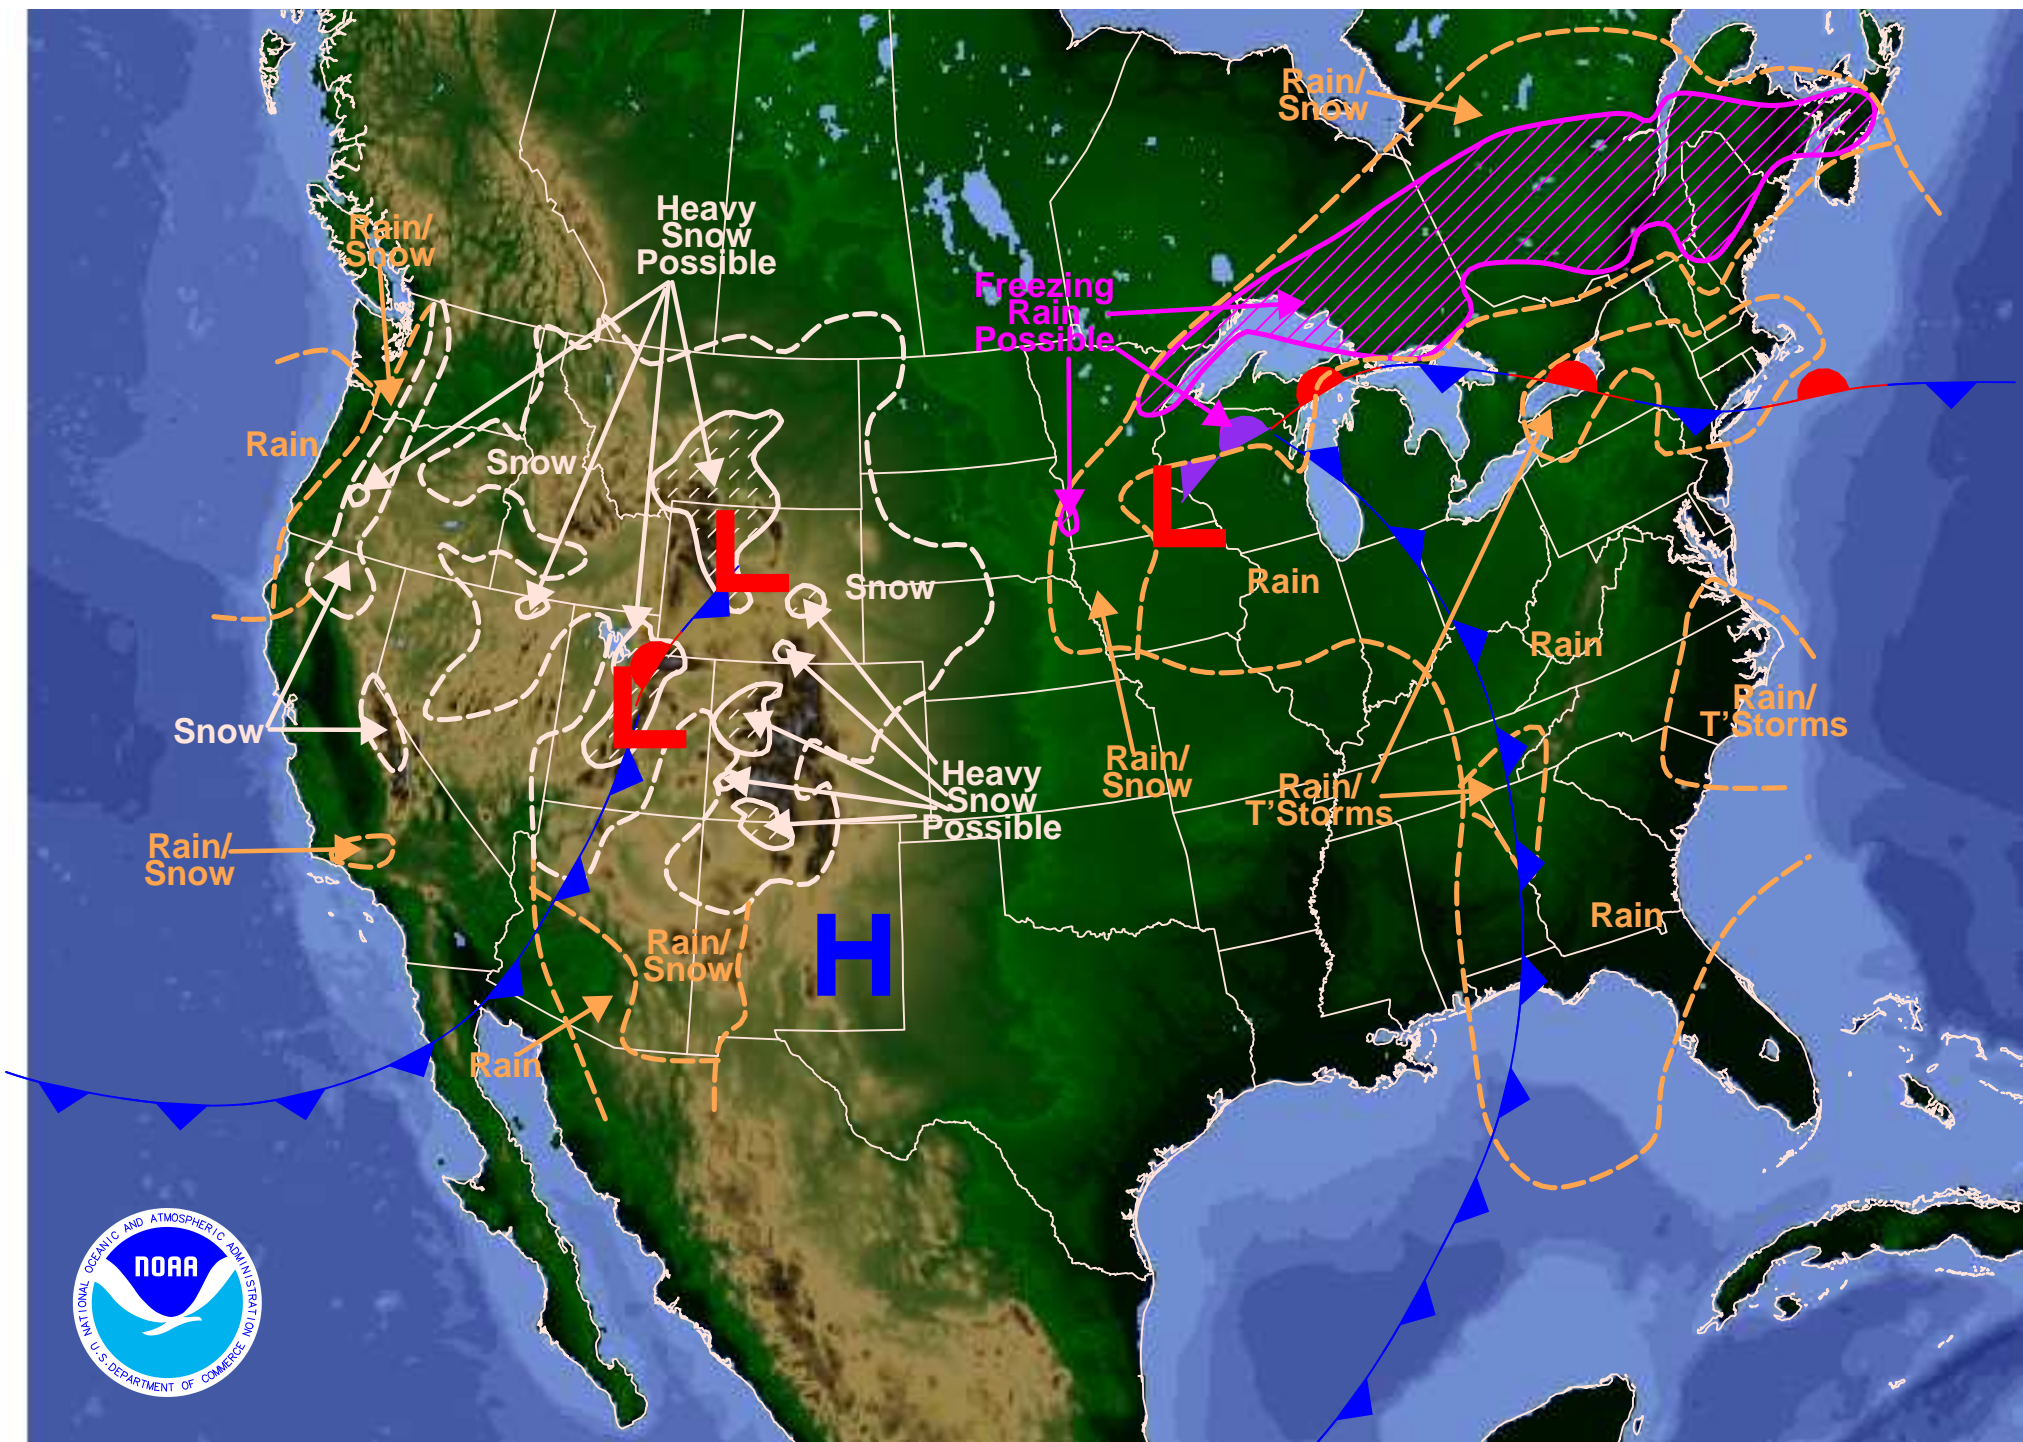 Rain/
Snow
Rain/
Snow
Heavy
Snow
Possible
Freezing
Rain
Possible
Rain
Snow
Snow
Rain
Rain
Snow
Rain/
T'Storms
Rain/
Snow
Rain/
T'Storms
Heavy
Snow
Possible
Rain/
Snow
Rain
Rain/
Snow
Rain
L
L
L
H
NATIONAL OCEANIC AND ATMOSPHERIC ADMINISTRATION
NOAA
U.S. DEPARTMENT OF COMMERCE